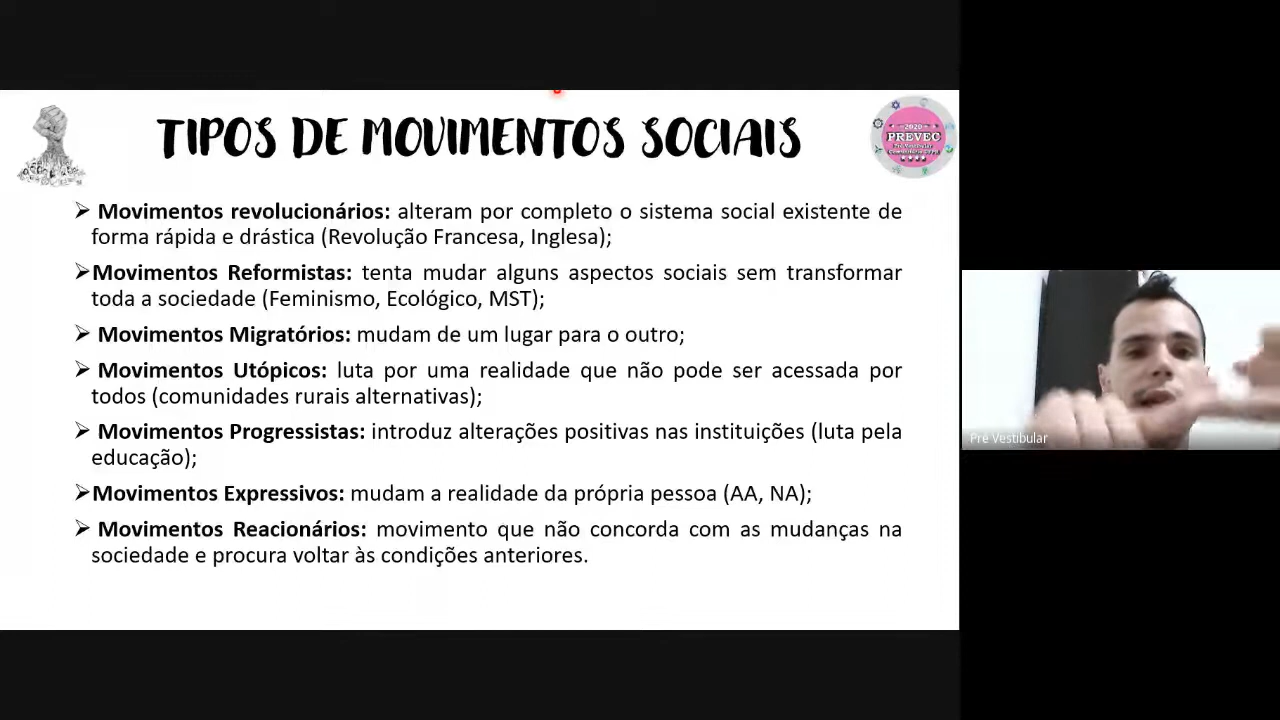 TIPOS DE MOVIMENTOS SOCIAIS
2020
PREVEC
➢ Movimentos revolucionários: alteram por completo o sistema social existente de
forma rápida e drástica (Revolução Francesa, Inglesa);
➢Movimentos Reformistas: tenta mudar alguns aspectos sociais sem transformar
toda a sociedade (Feminismo, Ecológico, MST);
➢ Movimentos Migratórios: mudam de um lugar para o outro;
➢ Movimentos Utópicos: luta por uma realidade que não pode ser acessada por
todos (comunidades rurais alternativas);
➢ Movimentos Progressistas: introduz alterações positivas nas instituições (luta pela
educação);
➢Movimentos Expressivos: mudam a realidade da própria pessoa (AA, NA);
➢ Movimentos Reacionários: movimento que não concorda com as mudanças na
sociedade e procura voltar às condições anteriores.
Pré Vestibular